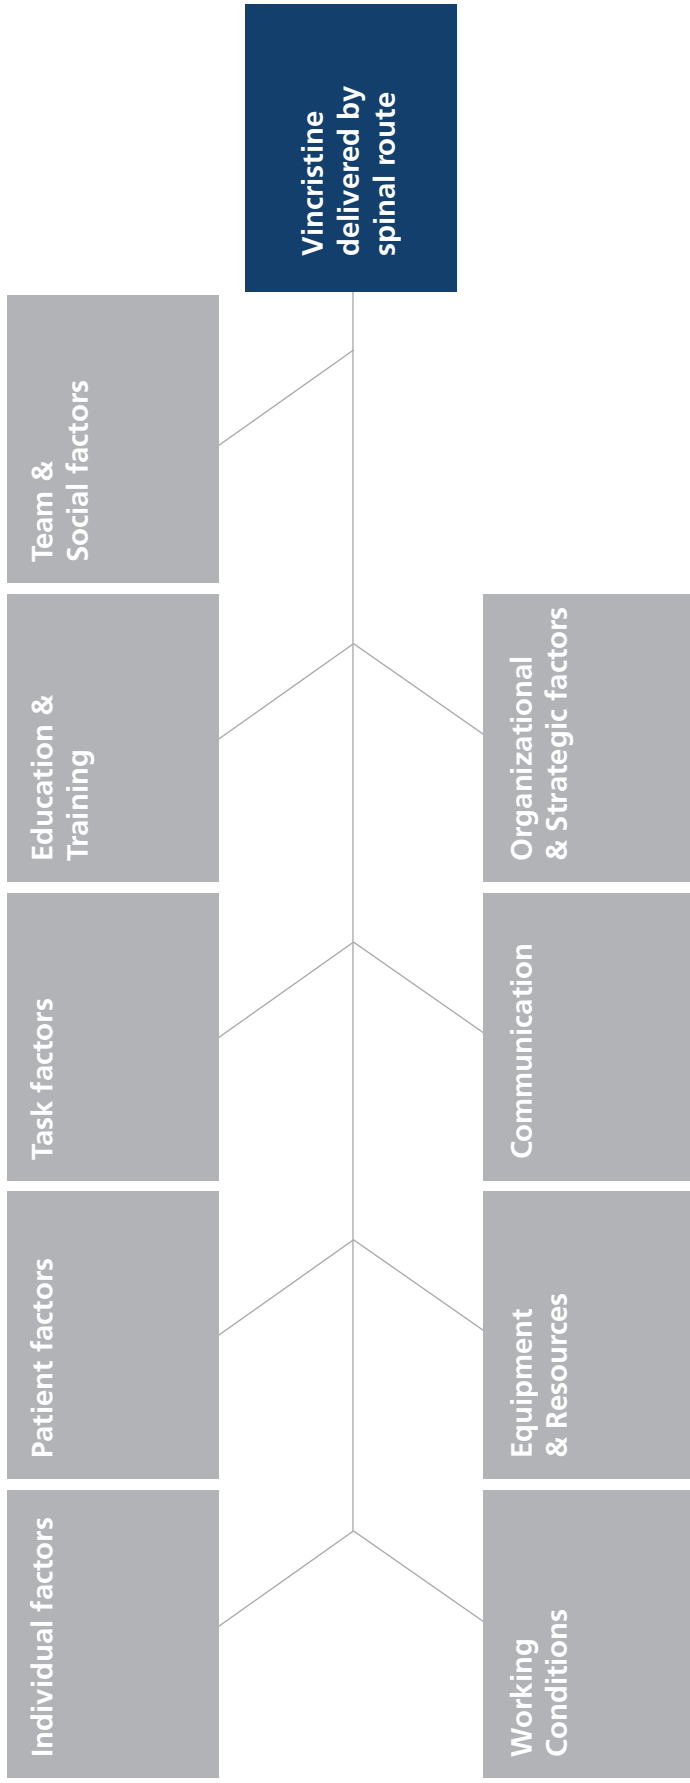 Individual factors
Patient factors
Task factors
Education &
Training
Team &
Social factors
Vincristine
delivered by
spinal route
Working
Conditions
Equipment
& Resources
Communication
Organizational
& Strategic factors